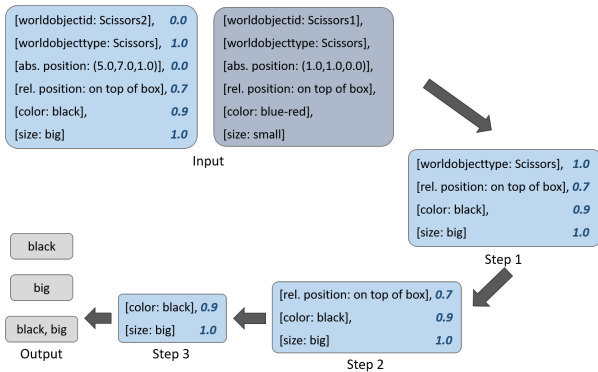 [worldobjectid: Scissors2], 0.0
[worldobjecttype: Scissors], 1.0
[abs. position: (5.0,7.0,1.0)], 0.0
[rel. position: on top of box], 0.7
[color: black], 0.9
[size: big] 1.0
[worldobjectid: Scissors1],
[worldobjecttype: Scissors],
[abs. position: (1.0,1.0,0.0)],
[rel. position: on top of box],
[color: blue-red],
[size: small]
Input
[worldobjecttype: Scissors], 1.0
[rel. position: on top of box], 0.7
[color: black], 0.9
[size: big] 1.0
Step 1
[rel. position: on top of box], 0.7
[color: black], 0.9
[size: big] 1.0
Step 2
[color: black], 0.9
[size: big] 1.0
Step 3
black
big
black, big
Output